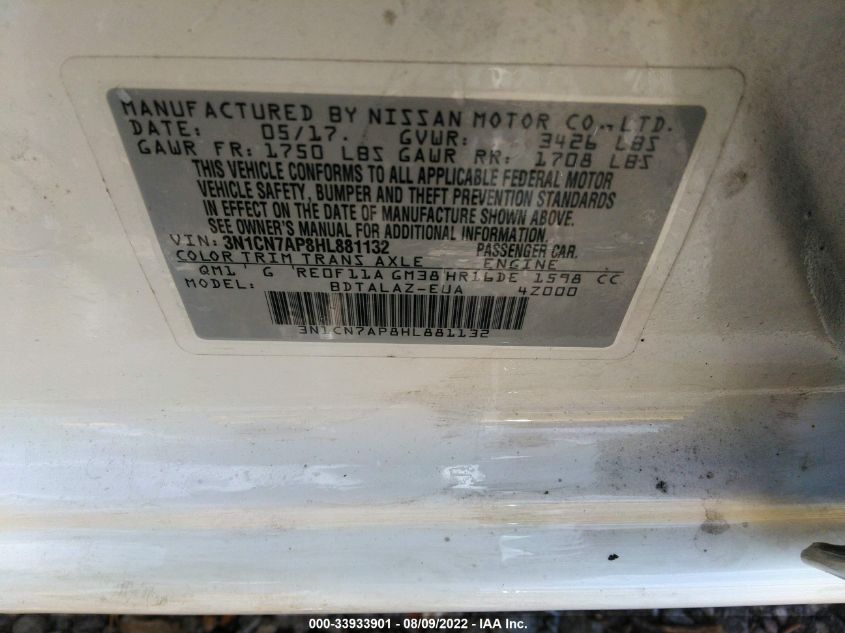 MANUFACTURED BY NISSAN MOTOR CO., LTD.
DATE: 05/17. GVWR: 3426 LBS
GAWR FR: 1750 LBS GAWR RR: 1708 LBS
THIS VEHICLE CONFORMS TO ALL APPLICABLE FEDERAL MOTOR
VEHICLE SAFETY, BUMPER AND THEFT PREVENTION STANDARDS
IN EFFECT ON THE DATE OF MANUFACTURE SHOWN ABOVE.
SEE OWNER'S MANUAL FOR ADDITIONAL INFORMATION.
VIN: 3N1CN7AP8HL881132 PASSENGER CAR.
COLOR TRIM TRANS AXLE ENGINE
QM1 G RE0F11A GM38 HR16DE 1598 CC
MODEL: BDTALAZ-EUA 4Z000
3N1CN7AP8HL881132
000-33933901 - 08/09/2022 - IAA Inc.